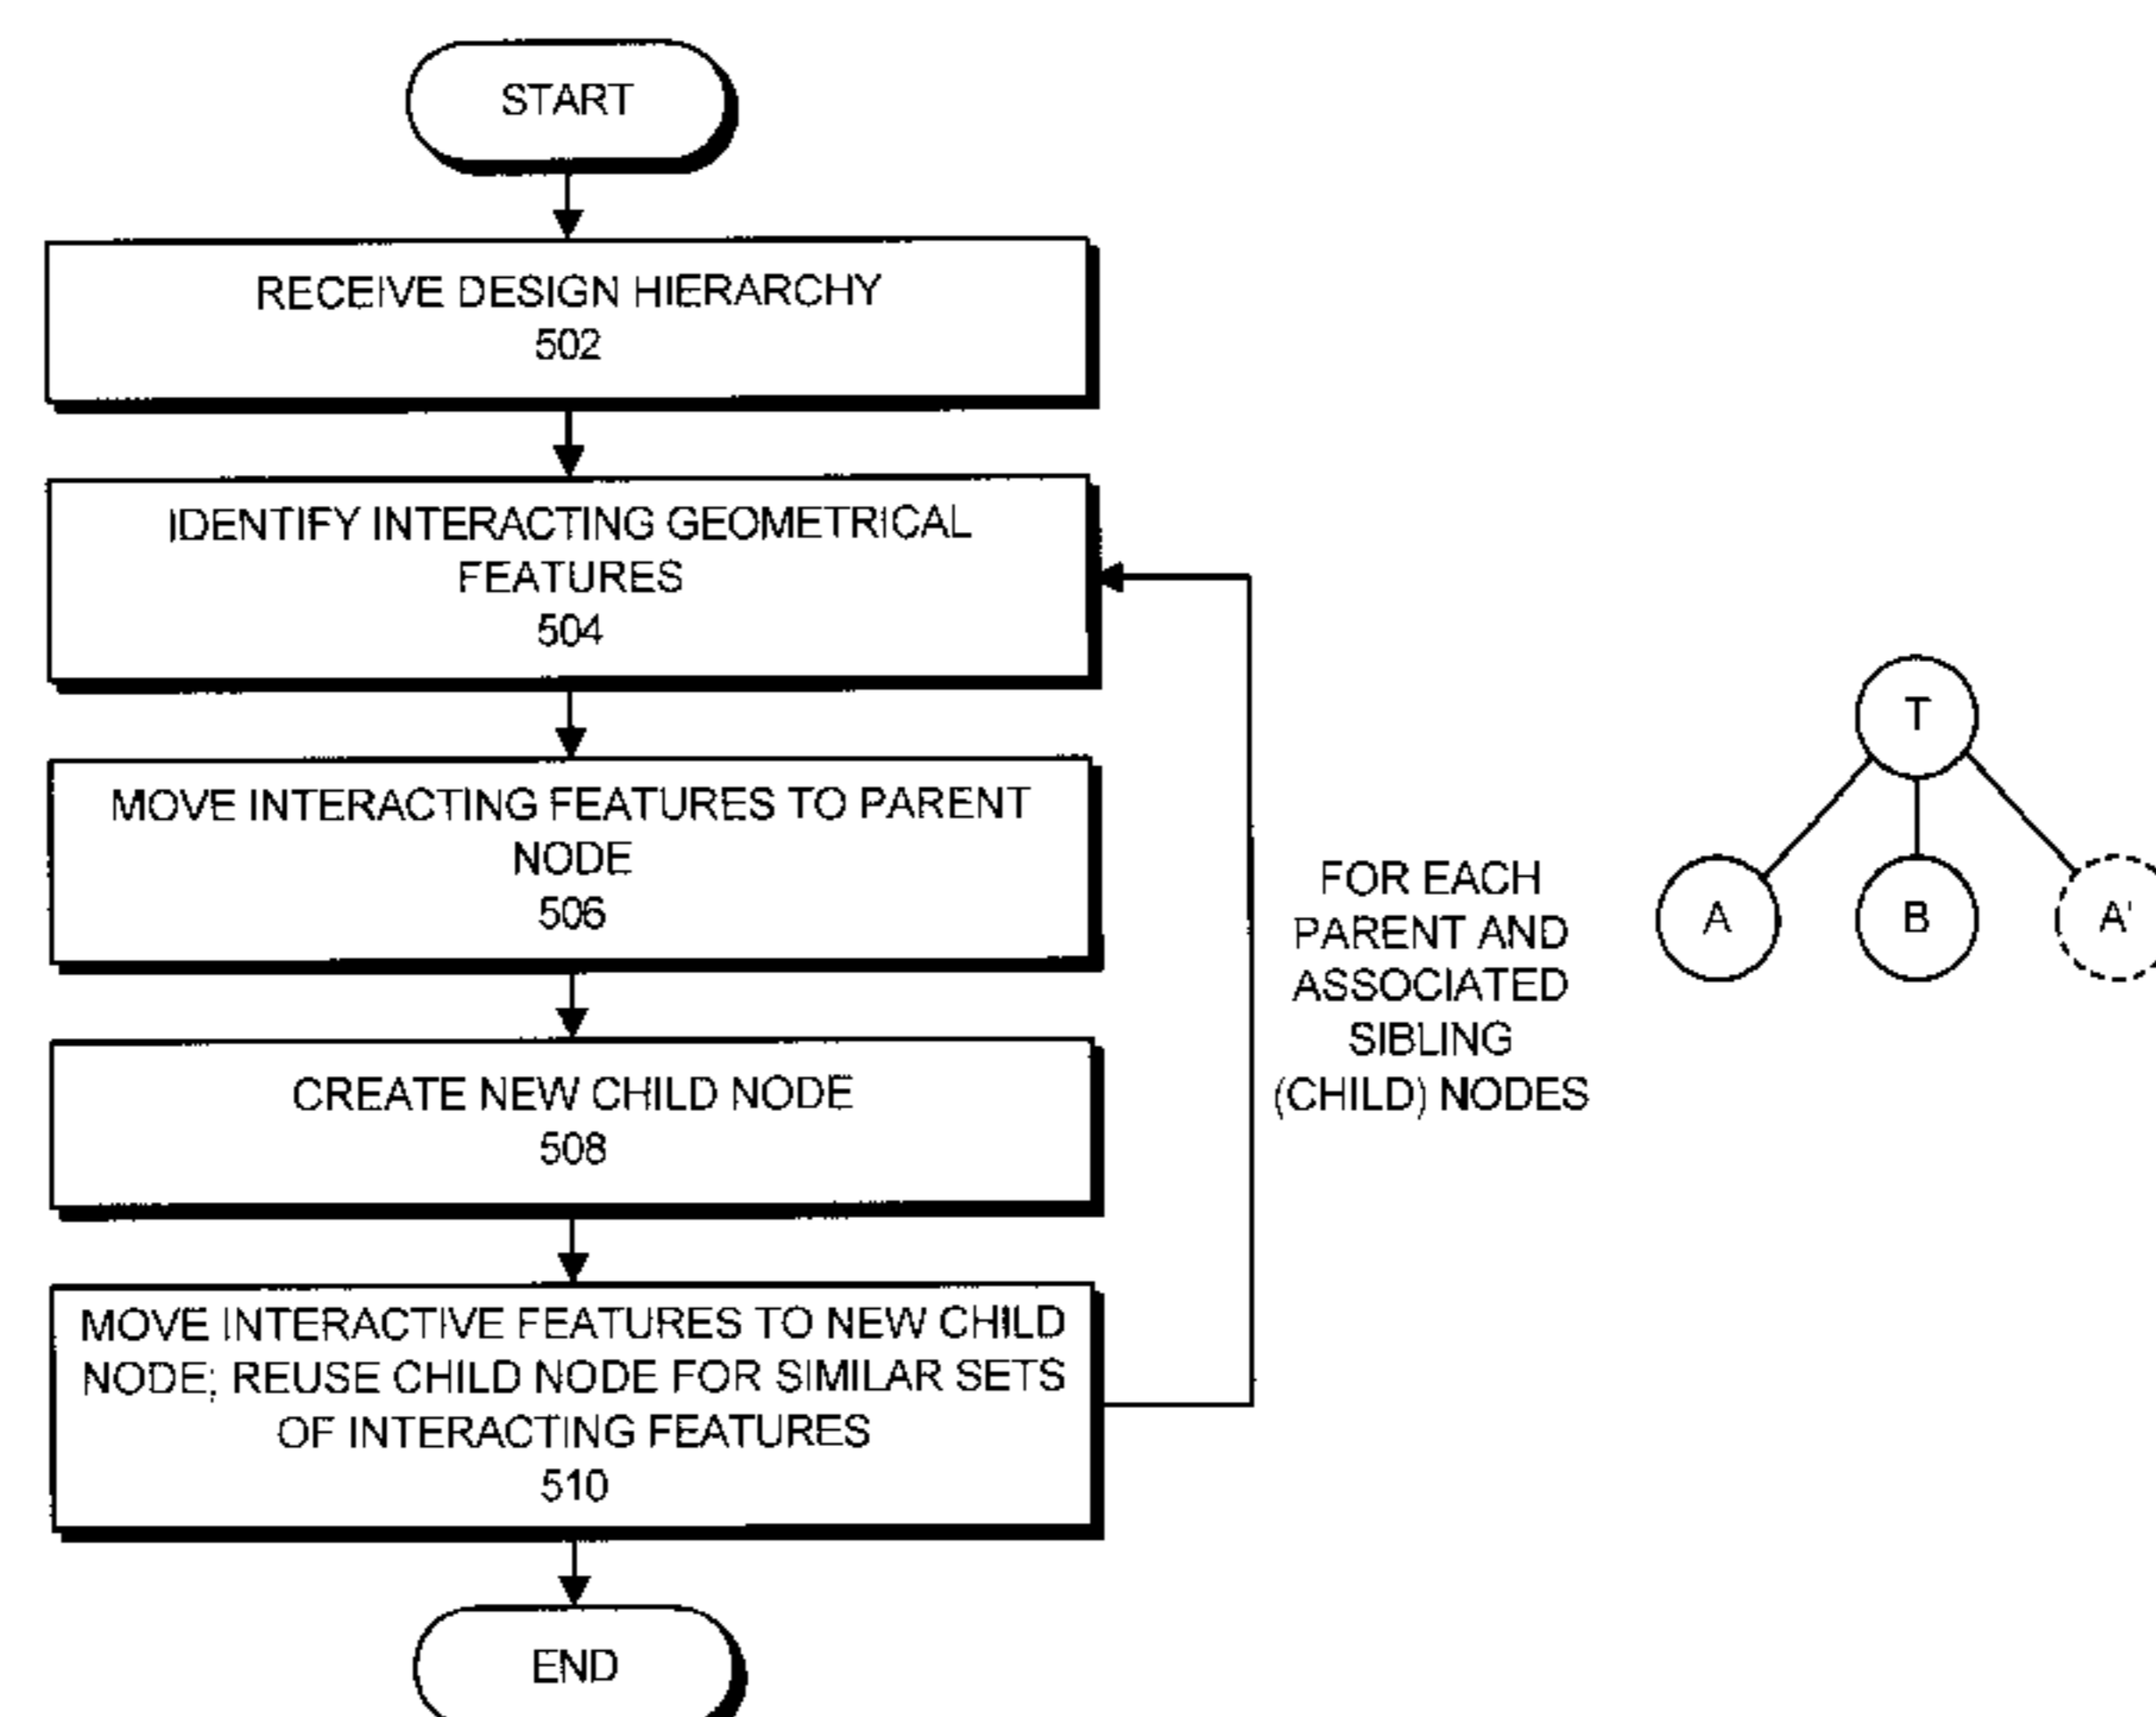 START
RECEIVE DESIGN HIERARCHY
502
IDENTIFY INTERACTING GEOMETRICAL
FEATURES
504
MOVE INTERACTING FEATURES TO PARENT
NODE
506
CREATE NEW CHILD NODE
508
MOVE INTERACTIVE FEATURES TO NEW CHILD
NODE; REUSE CHILD NODE FOR SIMILAR SETS
OF INTERACTING FEATURES
510
END
FOR EACH
PARENT AND
ASSOCIATED
SIBLING
(CHILD) NODES
T
A
B
A'